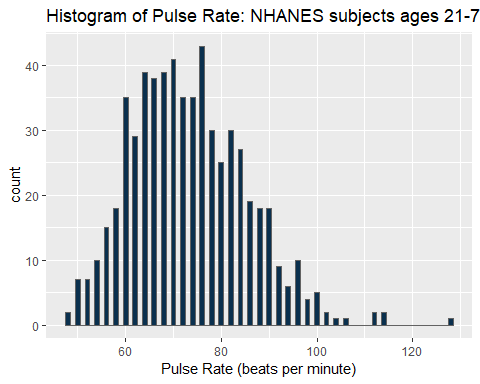 Histogram of Pulse Rate: NHANES subjects ages 21-7
40
30
20
10
0
count
60 80 100 120
Pulse Rate (beats per minute)